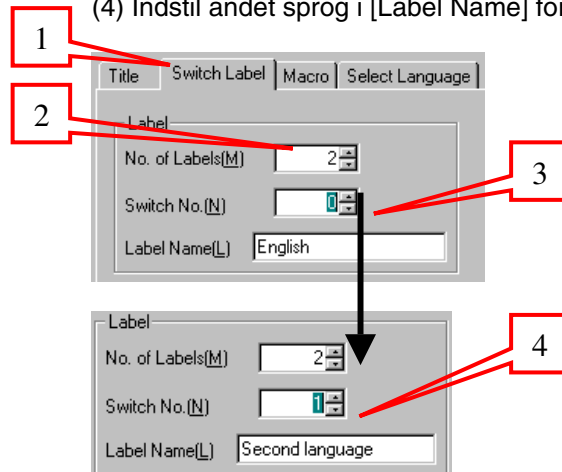 (4) Indstil andet sprog i [Label Name] for
1
Title Switch Label Macro Select Language
2
Label
No. of Labels(M) 2
3
Switch No.(N) 0
Label Name(L) English
Label
No. of Labels(M) 2
4
Switch No.(N) 1
Label Name(L) Second language